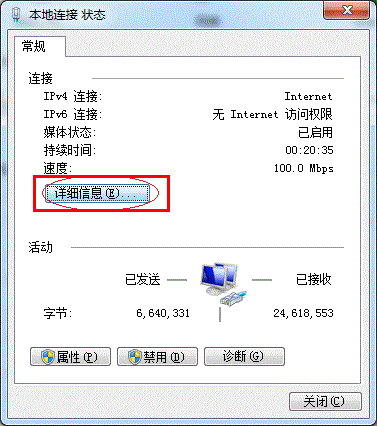 本地连接 状态
常规
连接
IPv4 连接: Internet
IPv6 连接: 无 Internet 访问权限
媒体状态: 已启用
持续时间: 00:20:35
速度: 100.0 Mbps
详细信息(E)...
活动
已发送 — — 已接收
字节: 6,640,331 | 24,618,553
属性(P) 禁用(D) 诊断(G)
关闭(C)